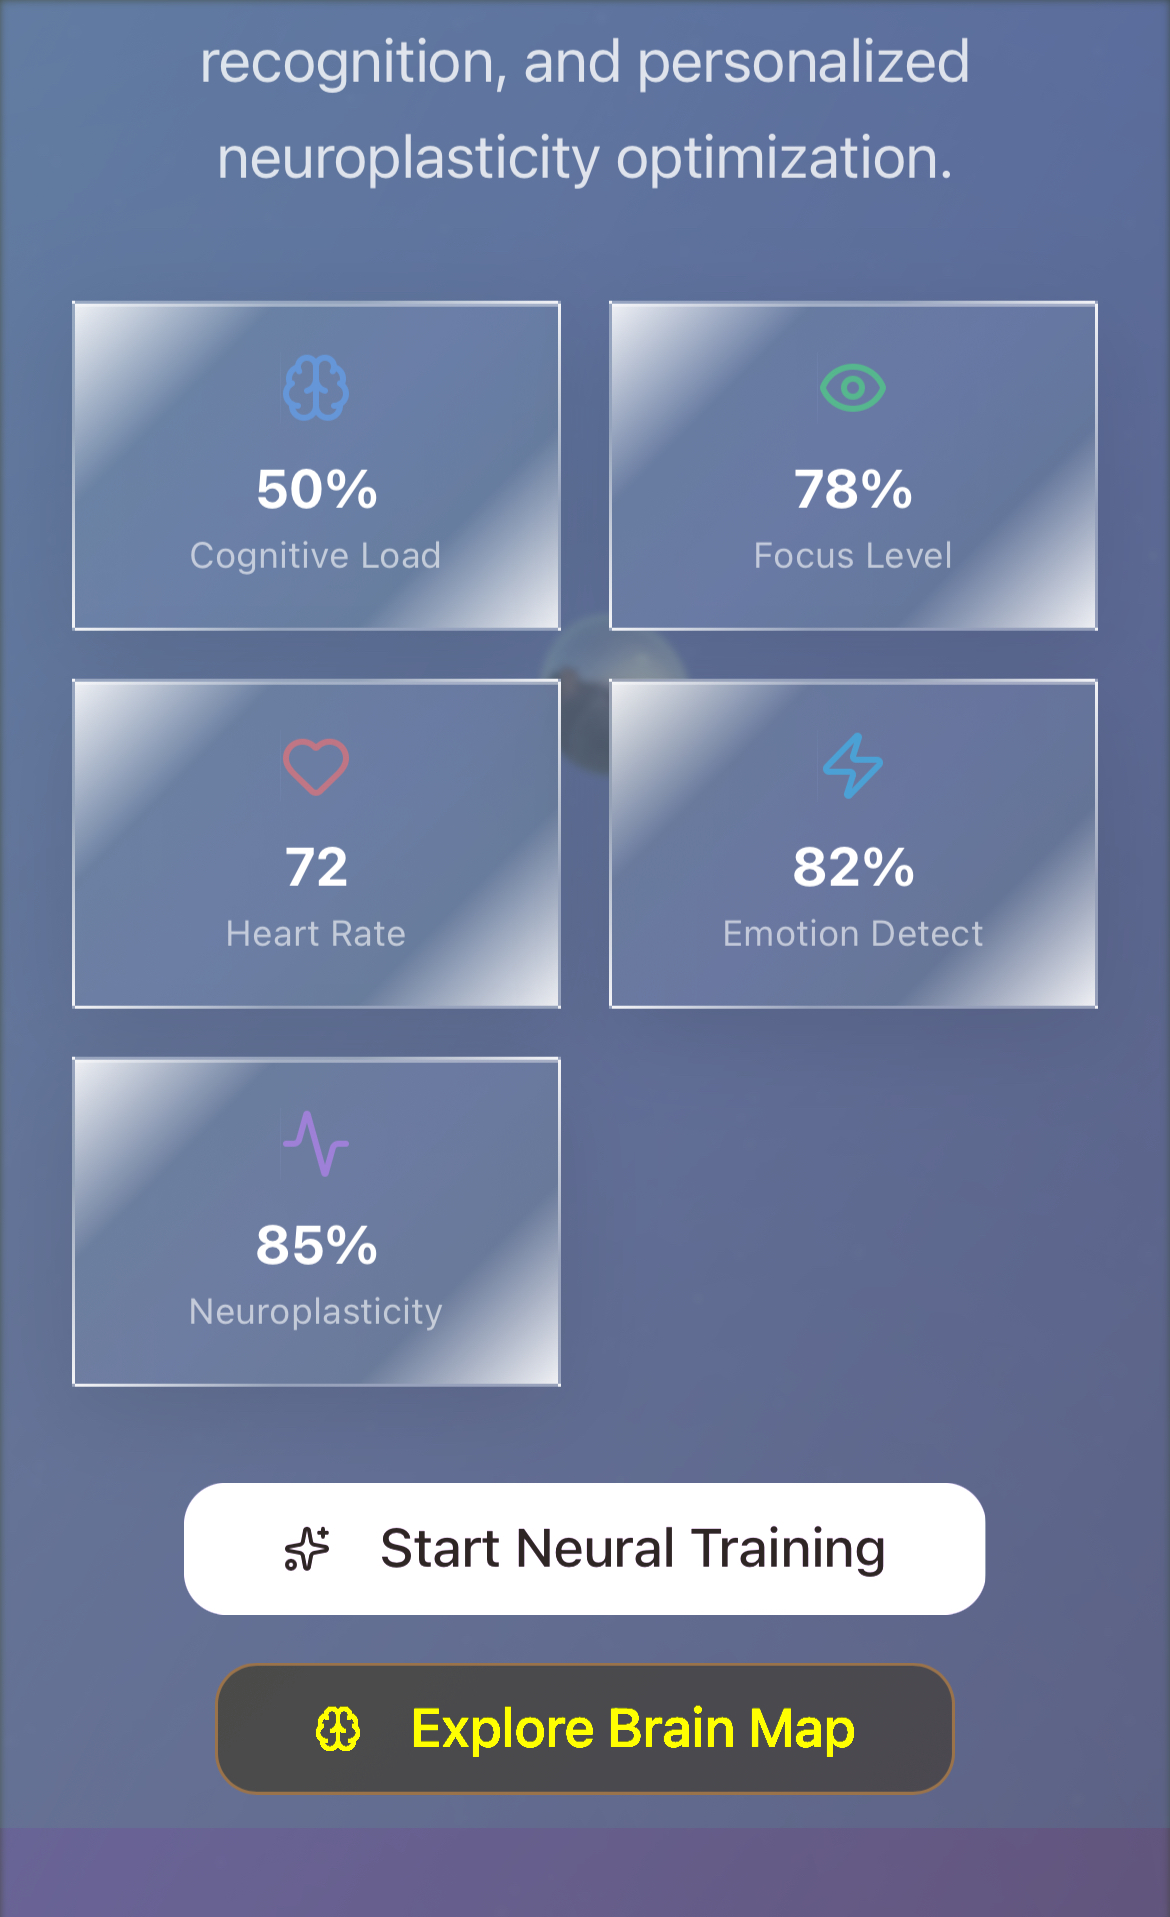 recognition, and personalized
neuroplasticity optimization.
50%
Cognitive Load
78%
Focus Level
72
Heart Rate
82%
Emotion Detect
85%
Neuroplasticity
Start Neural Training
Explore Brain Map